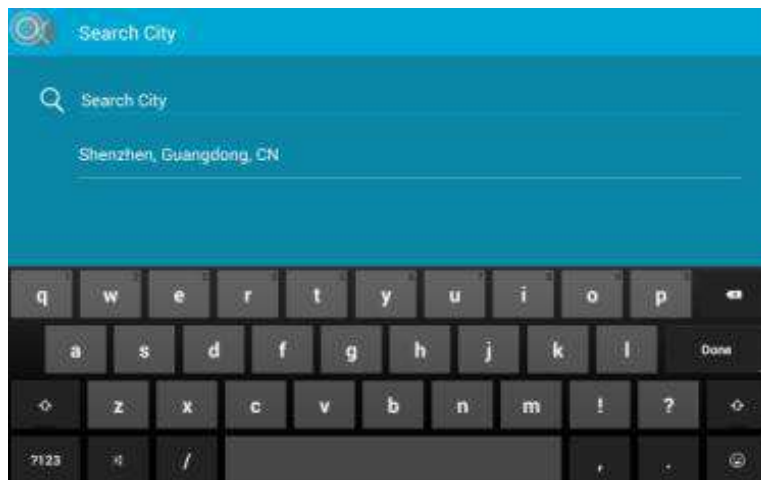 Search City
Search City
Shenzhen, Guangdong, CN
q w e r t y u i o p
a s d f g h j k l Done
z x c v b n m ! ?
?123 / , .